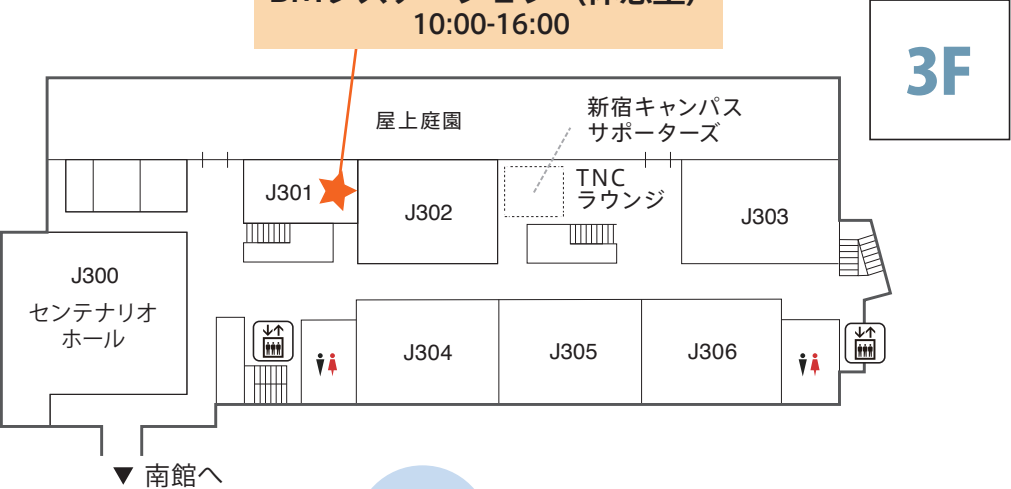 10:00-16:00
3F
屋上庭園
新宿キャンパス
サポーターズ
J301
J302
TNC
ラウンジ
J303
J300
センテナリオ
ホール
J304
J305
J306
▼ 南館へ